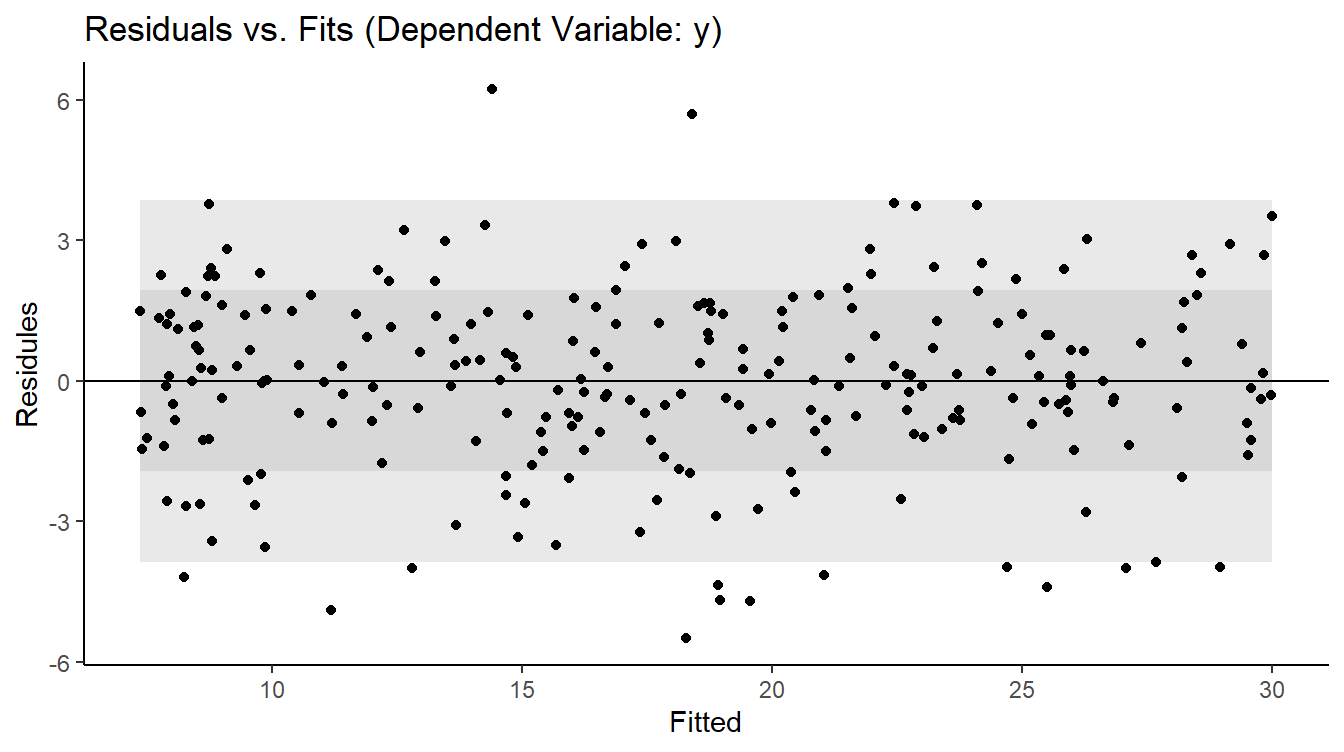 Residuals vs. Fits (Dependent Variable: y)
6
3
0
-3
-6
Residules
10 15 20 25 30
Fitted